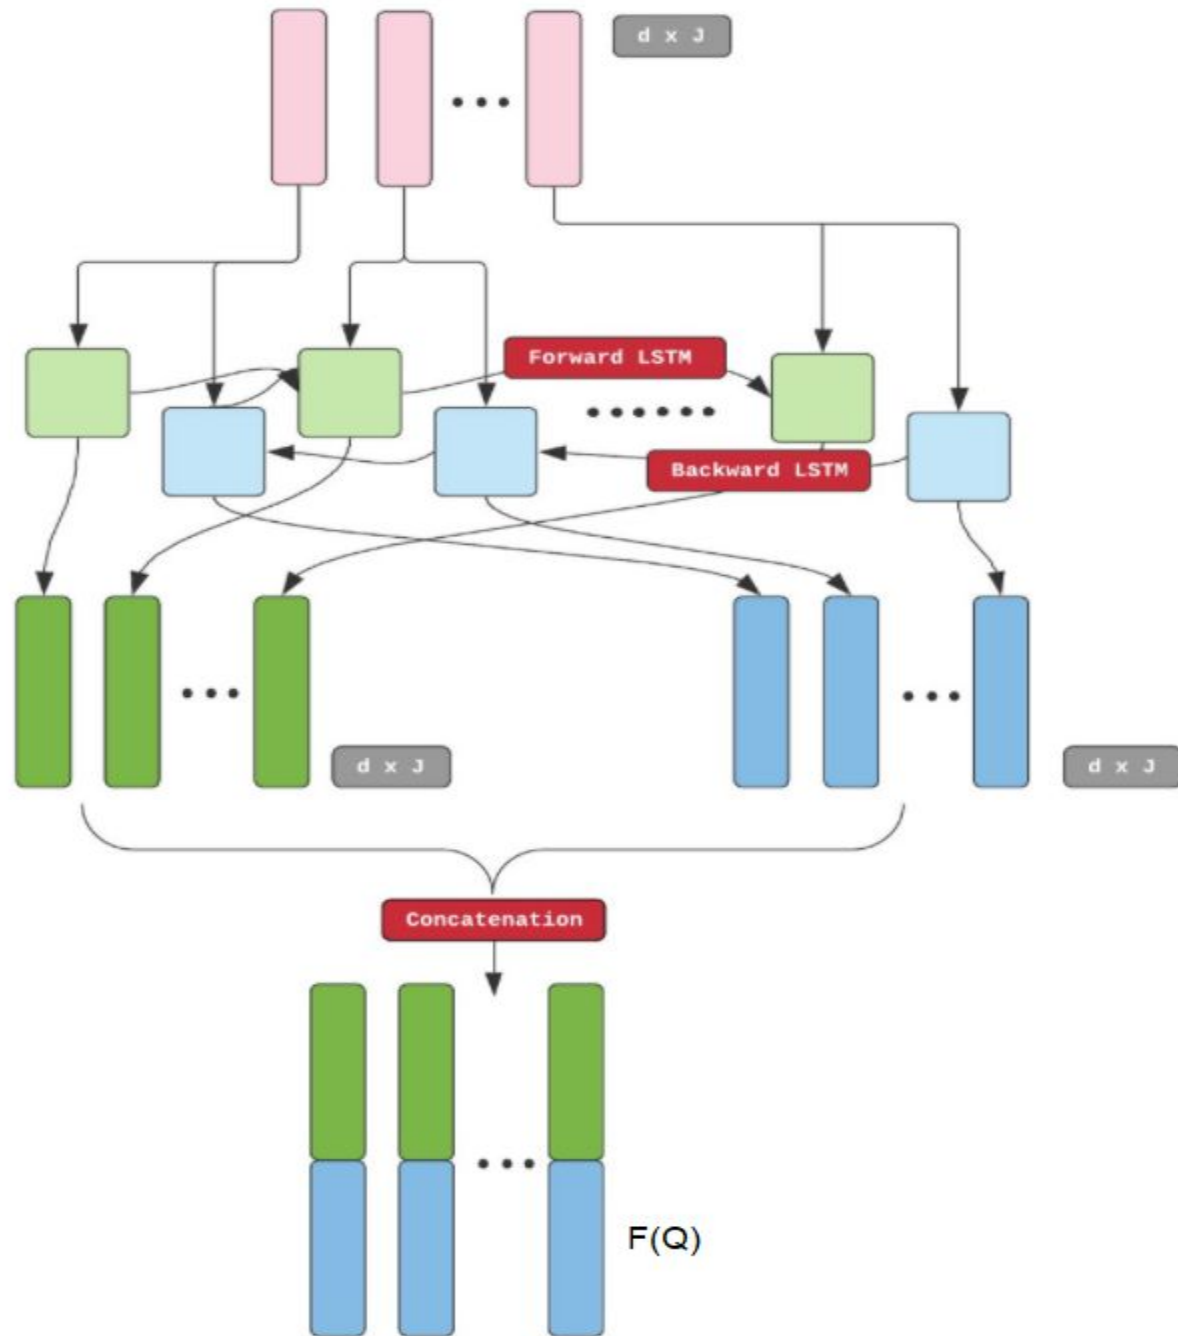 d x J
Forward LSTM
Backward LSTM
d x J
d x J
Concatenation
F(Q)